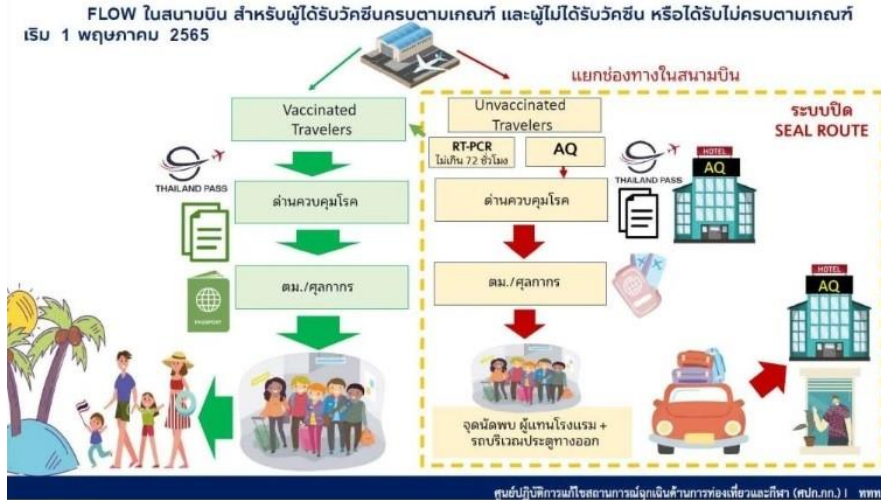 FLOW ในสนามบิน สำหรับผู้ได้รับวัคซีนครบตามเกณฑ์ และผู้ไม่ได้รับวัคซีน หรือได้รับไม่ครบตามเกณฑ์
เริ่ม 1 พฤษภาคม 2565
แยกช่องทางในสนามบิน
Vaccinated
Travelers
Unvaccinated
Travelers
ระบบปิด
SEAL ROUTE
RT-PCR
ไม่เกิน 72 ชั่วโมง
AQ
THAILAND PASS
THAILAND PASS
HOTEL
AQ
ด่านควบคุมโรค
ด่านควบคุมโรค
ตม./ศุลกากร
ตม./ศุลกากร
PASSPORT
HOTEL
AQ
จุดนัดพบ ผู้แทนโรงแรม +
รถบริเวณประตูทางออก
ศูนย์ปฏิบัติการแก้ไขสถานการณ์ฉุกเฉินด้านการท่องเที่ยวและกีฬา (ศปก.กก.) |